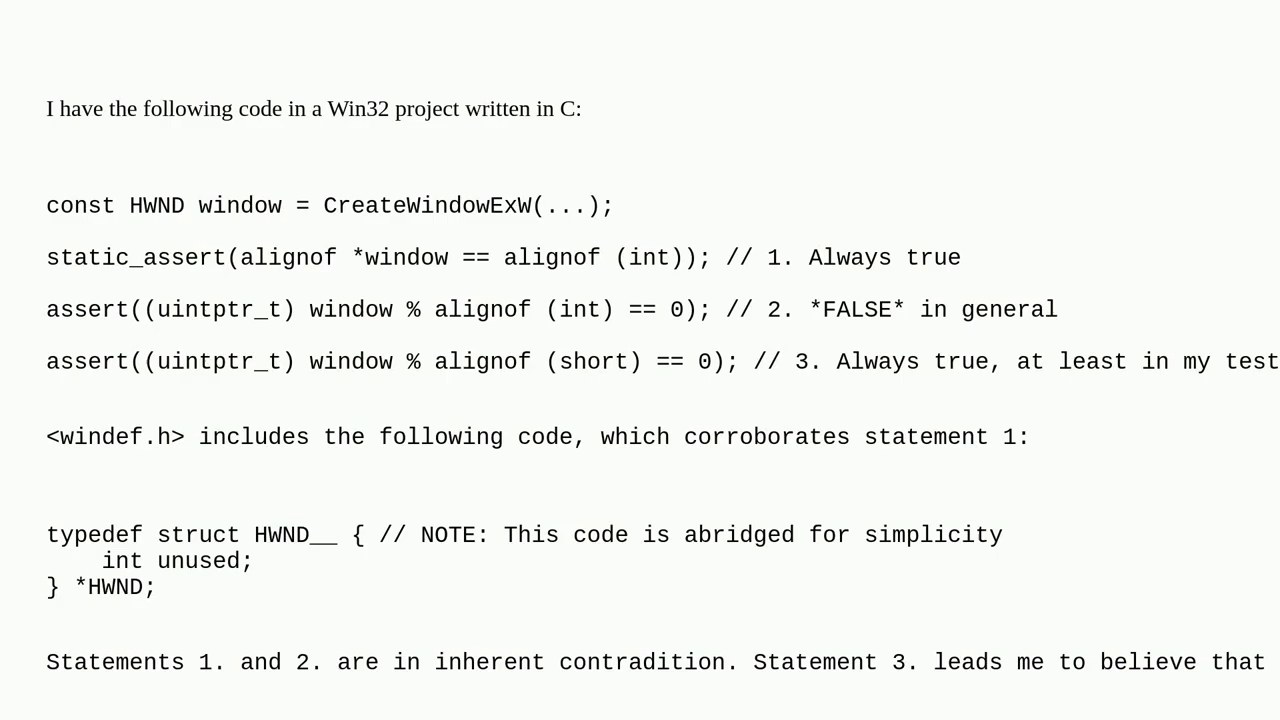 I have the following code in a Win32 project written in C:
const HWND window = CreateWindowExW(...);
static_assert(alignof *window == alignof (int)); // 1. Always true
assert((uintptr_t) window % alignof (int) == 0); // 2. *FALSE* in general
assert((uintptr_t) window % alignof (short) == 0); // 3. Always true, at least in my test
<windef.h> includes the following code, which corroborates statement 1:
typedef struct HWND__ { // NOTE: This code is abridged for simplicity
    int unused;
} *HWND;
Statements 1. and 2. are in inherent contradition. Statement 3. leads me to believe that